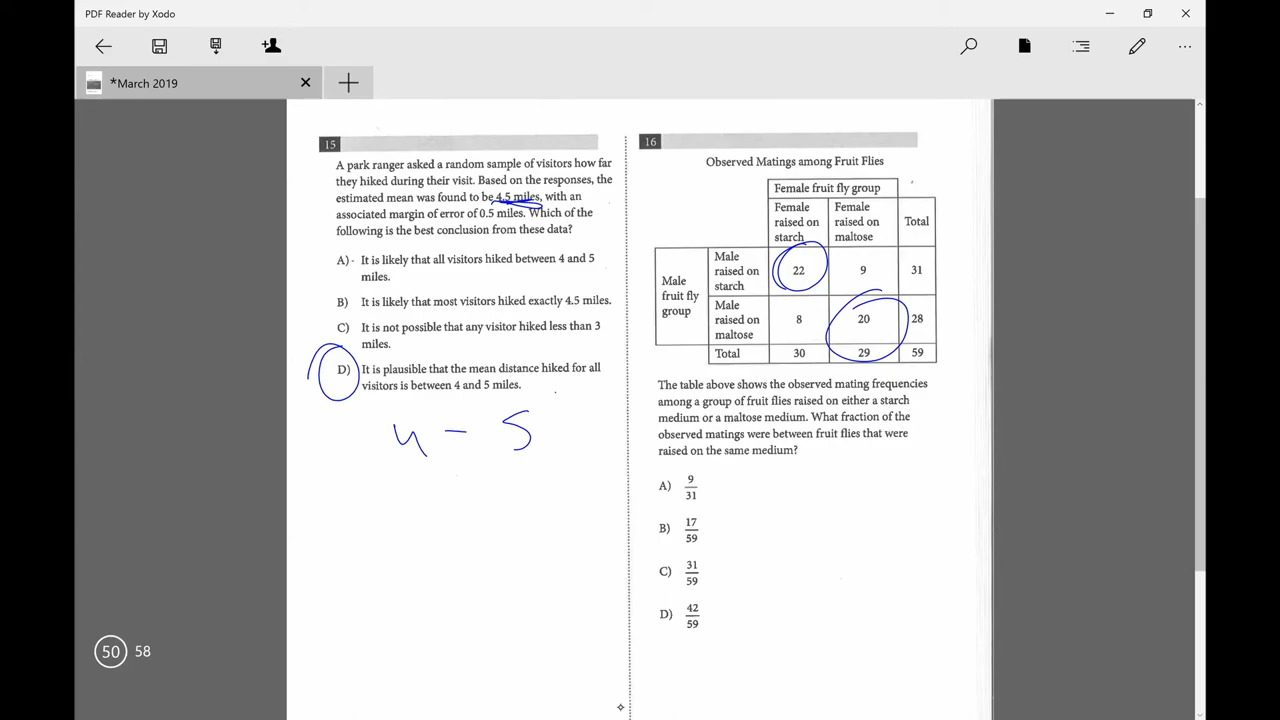 PDF Reader by Xodo
*March 2019
15
A park ranger asked a random sample of visitors how far
they hiked during their visit. Based on the responses, the
estimated mean was found to be 4.5 miles, with an
associated margin of error of 0.5 miles. Which of the
following is the best conclusion from these data?
A) It is likely that all visitors hiked between 4 and 5
miles.
B) It is likely that most visitors hiked exactly 4.5 miles.
C) It is not possible that any visitor hiked less than 3
miles.
D) It is plausible that the mean distance hiked for all
visitors is between 4 and 5 miles.
4 – 5
16
Observed Matings among Fruit Flies
Female fruit fly group
Female raised on starch
Female raised on maltose
Total
Male fruit fly group
Male raised on starch 22 9 31
Male raised on maltose 8 20 28
Total 30 29 59
The table above shows the observed mating frequencies
among a group of fruit flies raised on either a starch
medium or a maltose medium. What fraction of the
observed matings were between fruit flies that were
raised on the same medium?
A) 9/31
B) 17/59
C) 31/59
D) 42/59
50 58